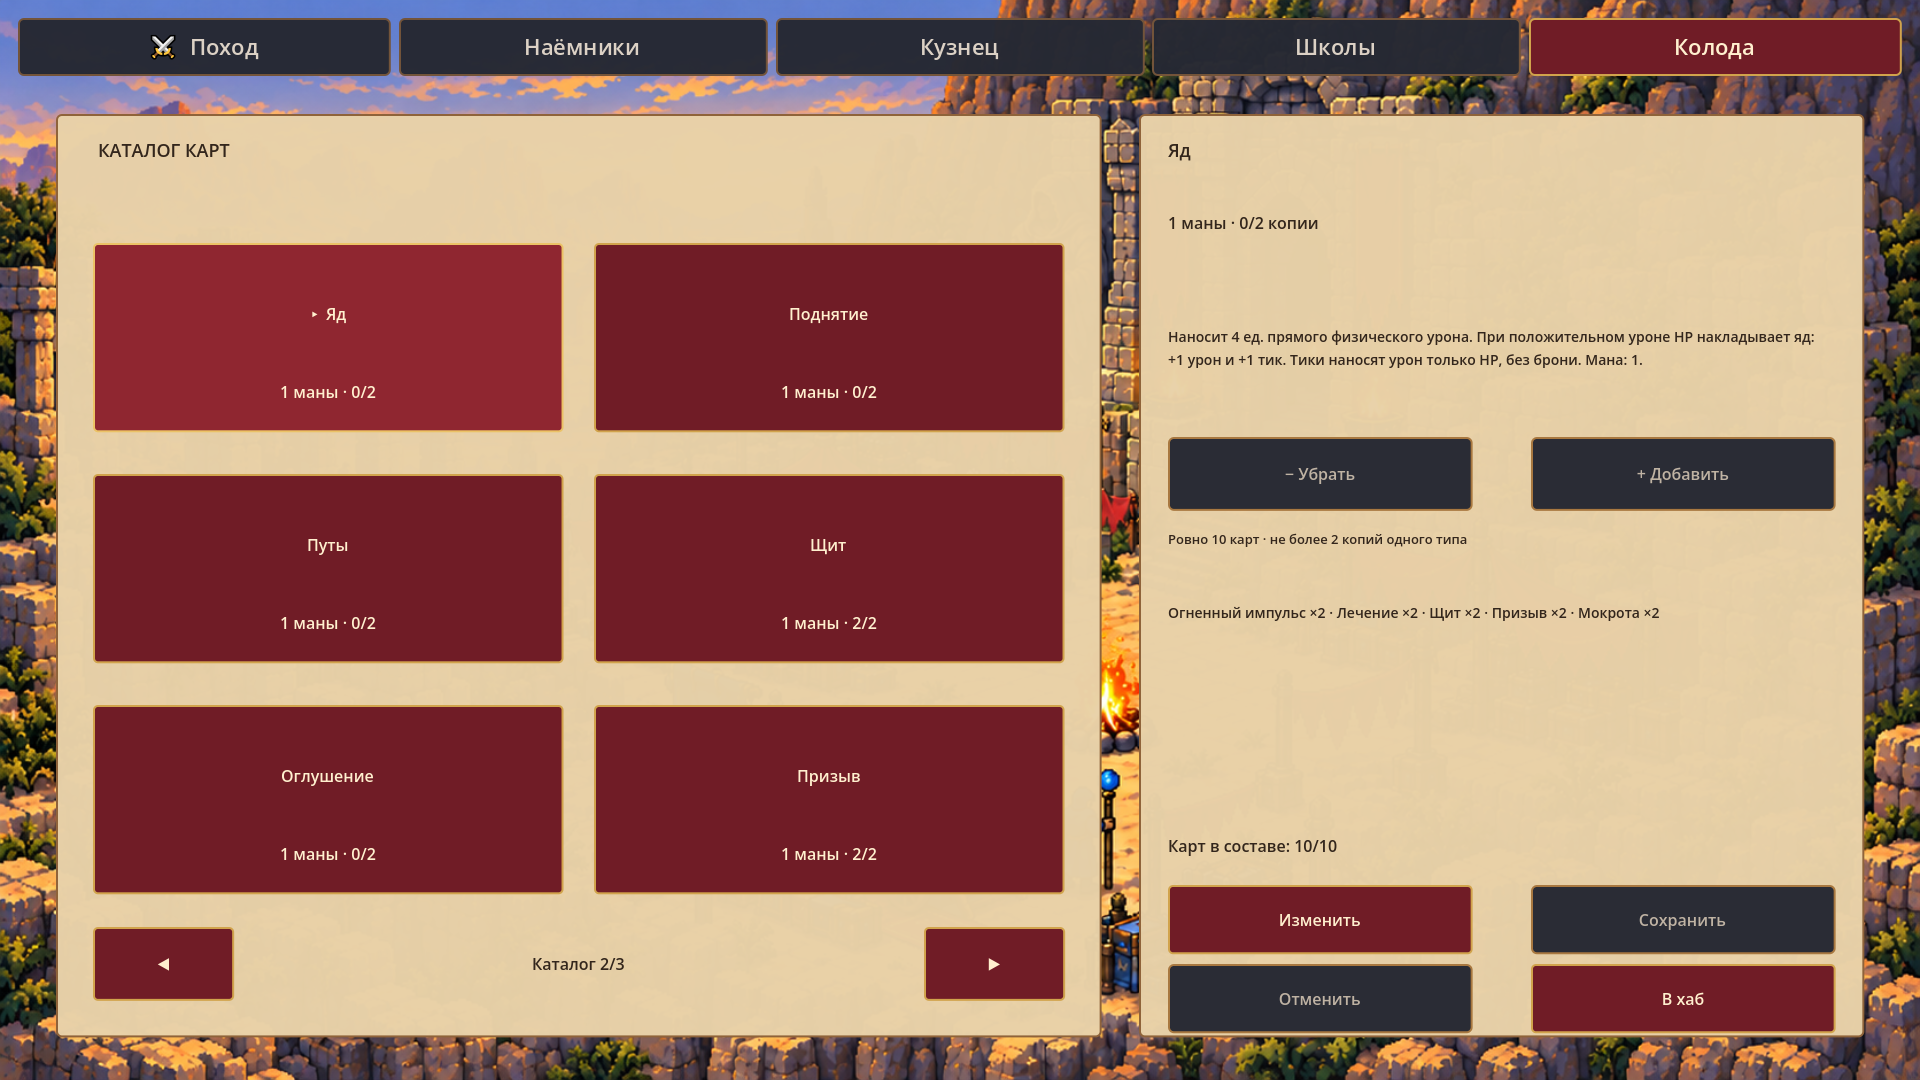 Поход
Наёмники
Кузнец
Школы
Колода
КАТАЛОГ КАРТ
‣ Яд
1 маны · 0/2
Поднятие
1 маны · 0/2
Путы
1 маны · 0/2
Щит
1 маны · 2/2
Оглушение
1 маны · 0/2
Призыв
1 маны · 2/2
◀
Каталог 2/3
▶
Яд
1 маны · 0/2 копии
Наносит 4 ед. прямого физического урона. При положительном уроне HP накладывает яд:
+1 урон и +1 тик. Тики наносят урон только HP, без брони. Мана: 1.
− Убрать
+ Добавить
Ровно 10 карт · не более 2 копий одного типа
Огненный импульс ×2 · Лечение ×2 · Щит ×2 · Призыв ×2 · Мокрота ×2
Карт в составе: 10/10
Изменить
Сохранить
Отменить
В хаб